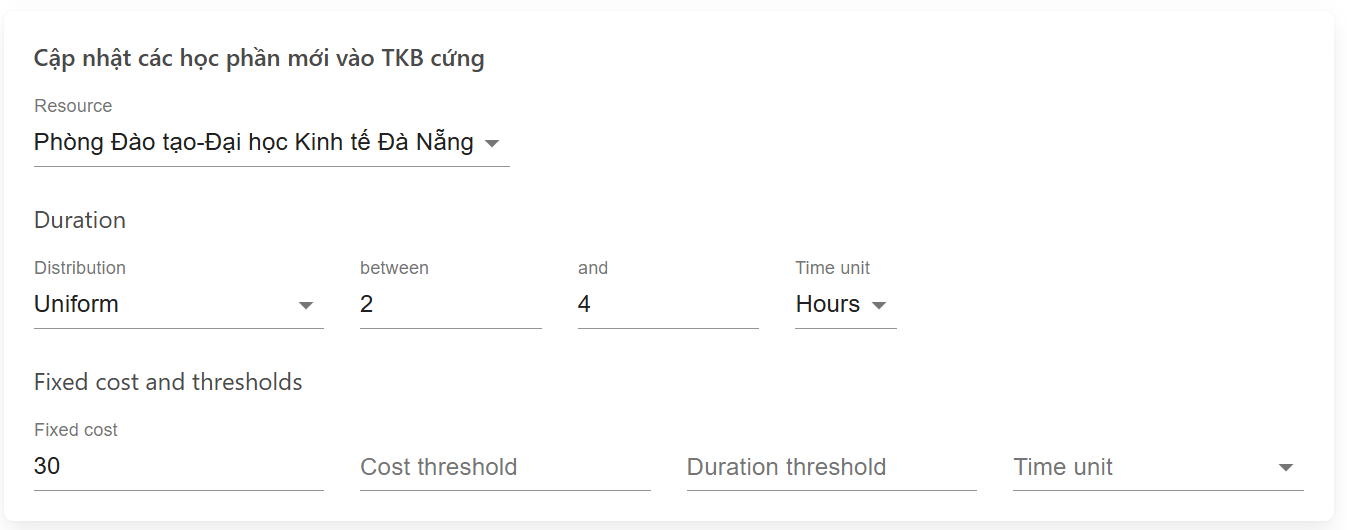 Cập nhật các học phần mới vào TKB cứng
Resource
Phòng Đào tạo-Đại học Kinh tế Đà Nẵng
Duration
Distribution between and Time unit
Uniform 2 4 Hours
Fixed cost and thresholds
Fixed cost
30 Cost threshold Duration threshold Time unit